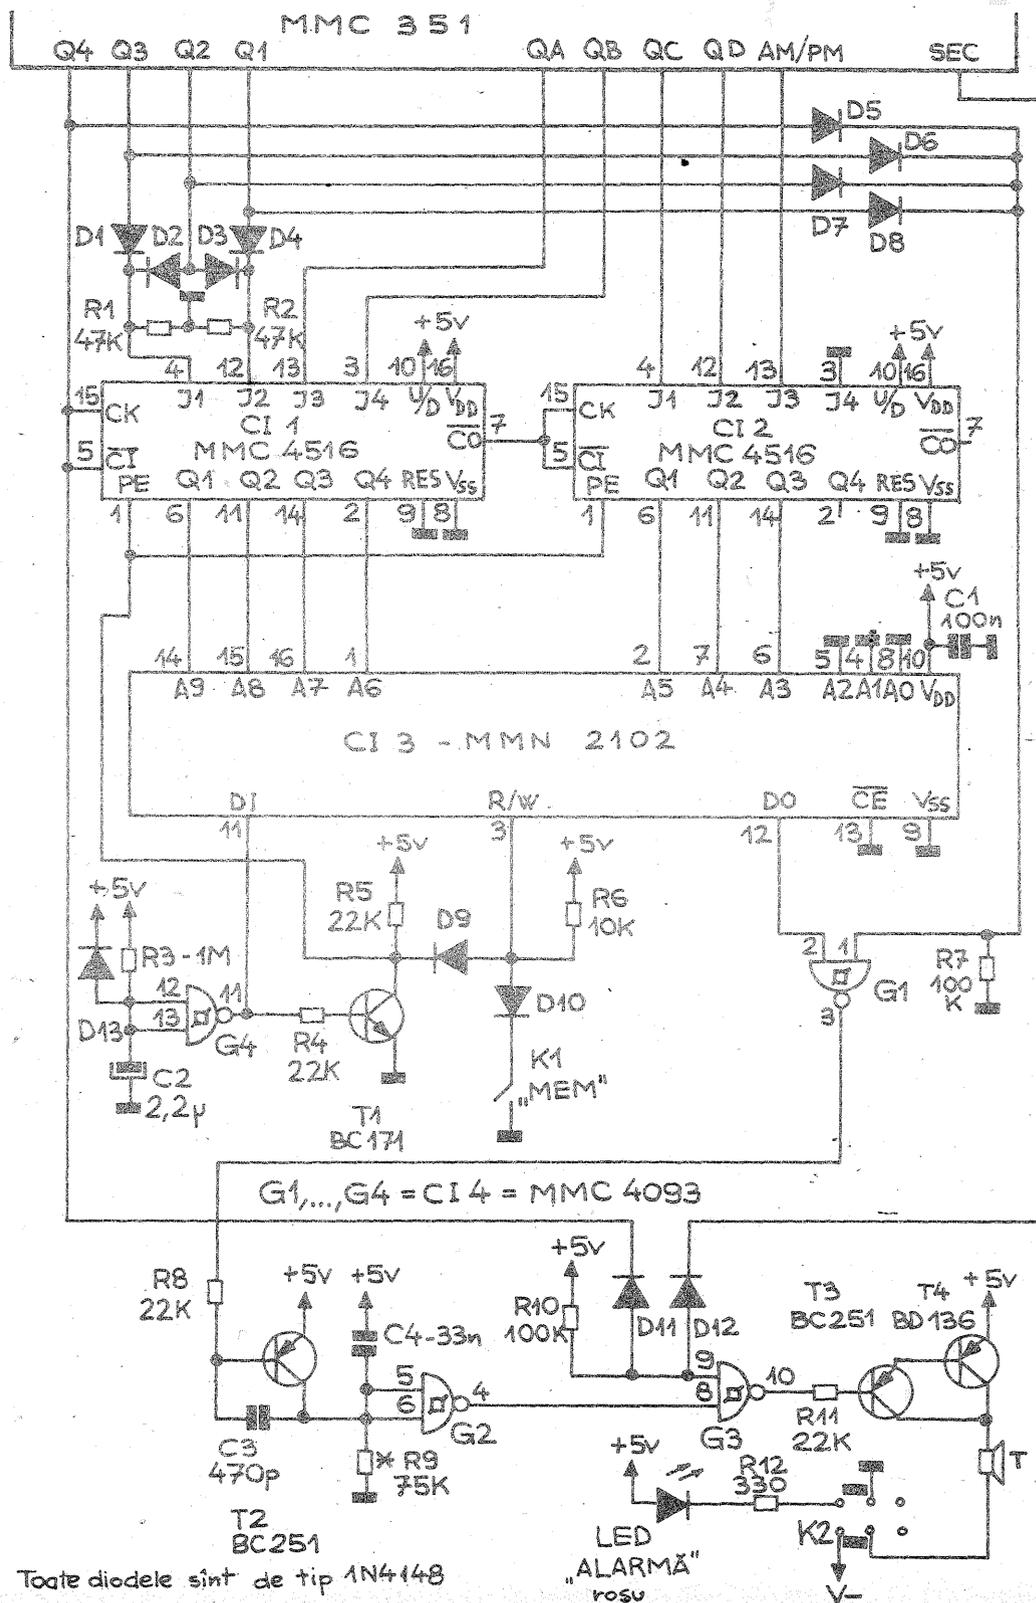 MMC 351
Q4 Q3 Q2 Q1 QA QB QC QD AM/PM SEC
D5
D6
D7
D8
D1 D2 D3 D4
R1
47K
R2
47K
+5v
+5v
4 12 13 3 10 16
4 12 13 3 10 16
15 CK J1 J2 J3 J4 U/D VDD
CI 1
MMC 4516
CO 7
5 CI
PE Q1 Q2 Q3 Q4 RES VSS
1 6 11 14 2 9 8
15 CK J1 J2 J3 J4 U/D VDD
CI 2
MMC 4516
CO 7
5 CI
PE Q1 Q2 Q3 Q4 RES VSS
1 6 11 14 2 9 8
+5v
C1
100n
14 15 16 1 2 7 6 5 4 8 10
A9 A8 A7 A6 A5 A4 A3 A2 A1 A0 VDD
CI 3 - MMN 2102
DI R/W DO CE VSS
11 3 12 13 9
+5v
+5v
R5
22K
D9
R6
10K
+5v
R3-1M
12
13
11
D13
G4
R4
22K
D10
C2
2,2µ
K1
„MEM”
T1
BC171
2 1
G1
3
R7
100
K
G1,...,G4 = CI 4 = MMC 4093
R8
22K
+5v
+5v
C4-33n
+5v
R10
100K
D11 D12
T3
BC251
T4
BD136
+5v
5
6
4
G2
9
8
10
G3
R11
22K
C3
470p
* R9
75K
+5v
R12
330
T
K2
T2
BC251
LED
„ALARMĂ”
roșu
V-
Toate diodele sînt de tip 1N4148